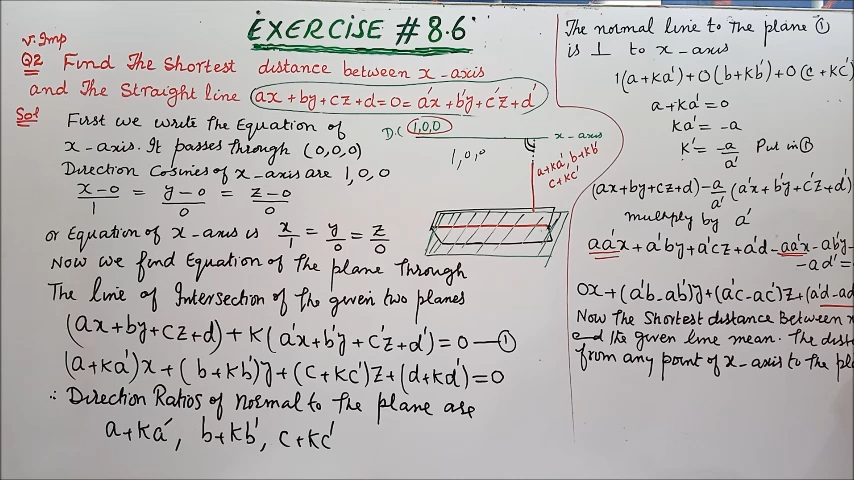 EXERCISE # 8.6
v. Imp
Q2 Find The Shortest distance between x-axis
and The Straight line ax+by+cz+d=0=a'x+b'y+c'z+d'
Sol
First we write The Equation of
x-axis. It passes through (0,0,0)
Direction Cosines of x-axis are 1,0,0
x-0/1 = y-0/0 = z-0/0
or Equation of x-axis is x/1 = y/0 = z/0
Now we find Equation of The plane Through
The line of Intersection of the given two planes
(ax+by+cz+d)+K(a'x+b'y+c'z+d')=0 —①
(a+ka')x+(b+kb')y+(c+kc')z+(d+kd')=0
∴ Direction Ratios of Normal to The plane are
a+ka', b+kb', c+kc'
D.C 1,0,0
x-axis
1,0,0
a+ka', b+kb'
c+kc'
The normal line to The plane ①
is ⊥ to x-axis
1(a+ka')+0(b+kb')+0(c+kc')
a+ka'=0
ka'=-a
k'=-a/a' Put in ①
(ax+by+cz+d)-a/a'(a'x+b'y+c'z+d')
multiply by a'
aa'x+a'by+a'cz+a'd-aa'x-ab'y-
-ad'=
0x+(a'b-ab')y+(a'c-ac')z+(a'd-ad
Now The Shortest distance Between
and the given line mean. The dist
from any point of x-axis to the pla